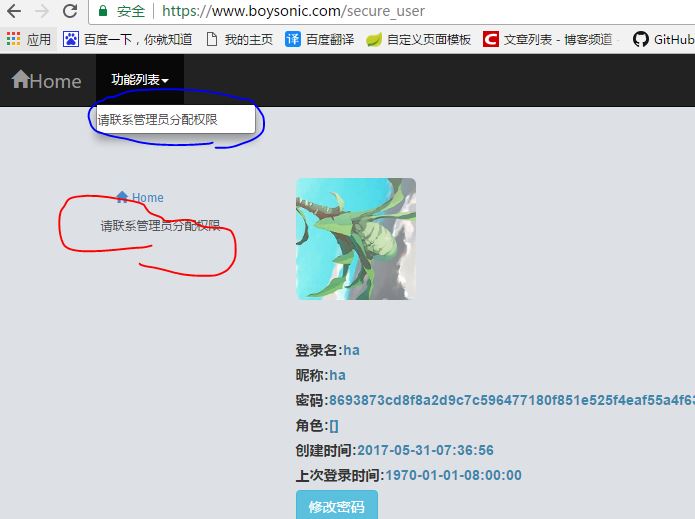 安全 https://www.boysonic.com/secure_user
应用 百度一下，你就知道 我的主页 译 百度翻译 自定义页面模板 C 文章列表 - 博客频道 GitHub
Home 功能列表
请联系管理员分配权限
Home
请联系管理员分配权限
登录名:ha
昵称:ha
密码:8693873cd8f8a2d9c7c596477180f851e525f4eaf55a4f63
角色:[]
创建时间:2017-05-31-07:36:56
上次登录时间:1970-01-01-08:00:00
修改密码